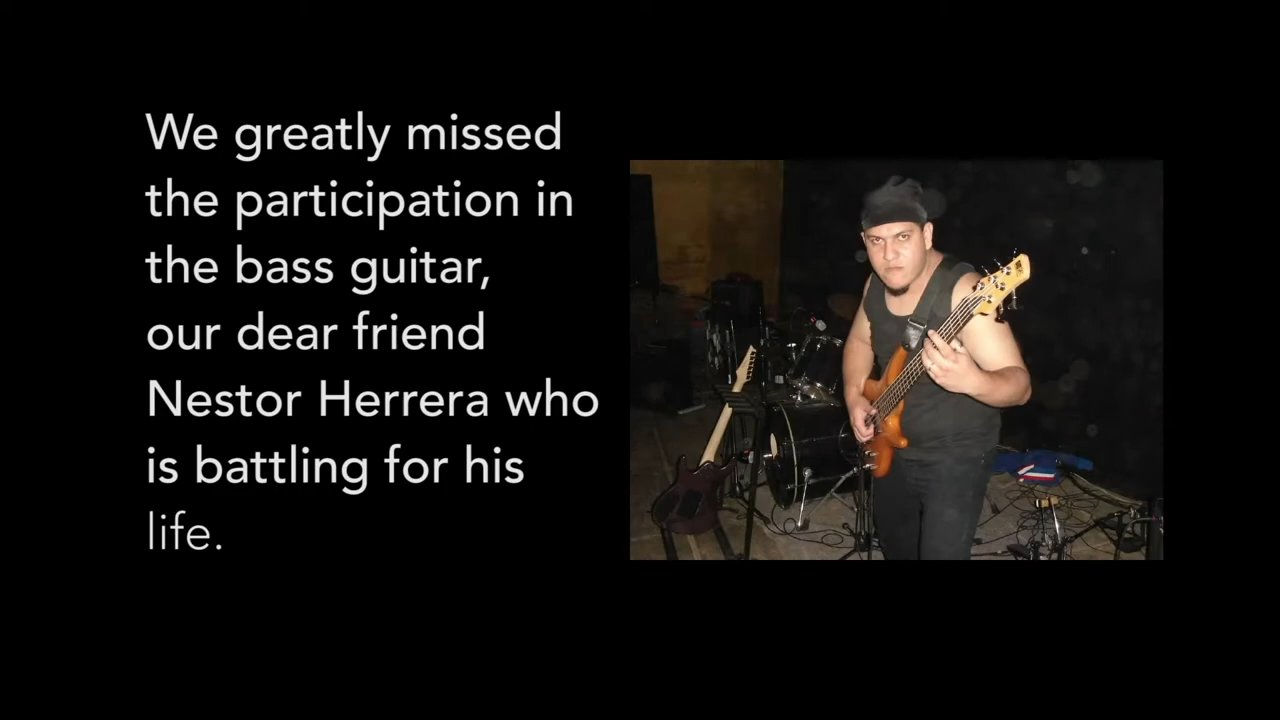 We greatly missed
the participation in
the bass guitar,
our dear friend
Nestor Herrera who
is battling for his
life.